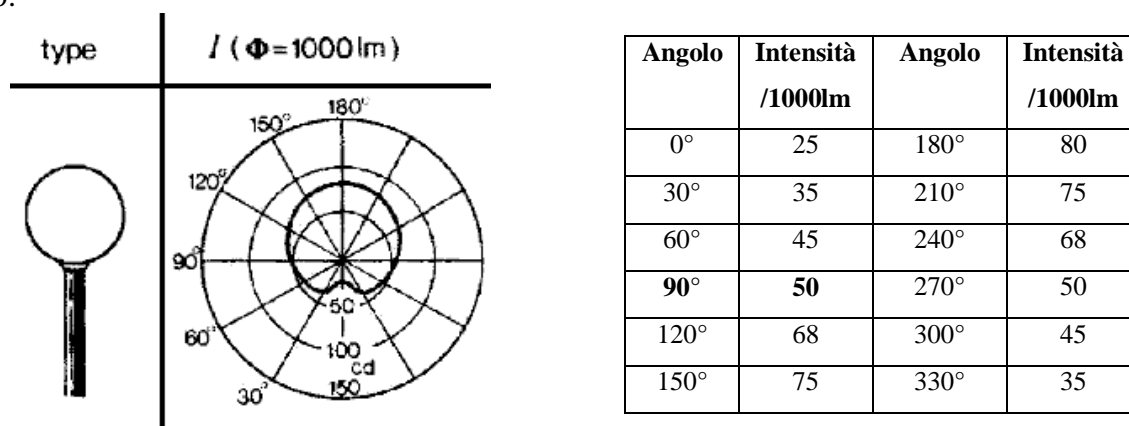 type I ( Φ = 1000 lm )
180°
150°
120°
90°
60°
30°
50
100
cd
150
Angolo Intensità /1000lm Angolo Intensità /1000lm
0° 25 180° 80
30° 35 210° 75
60° 45 240° 68
90° 50 270° 50
120° 68 300° 45
150° 75 330° 35